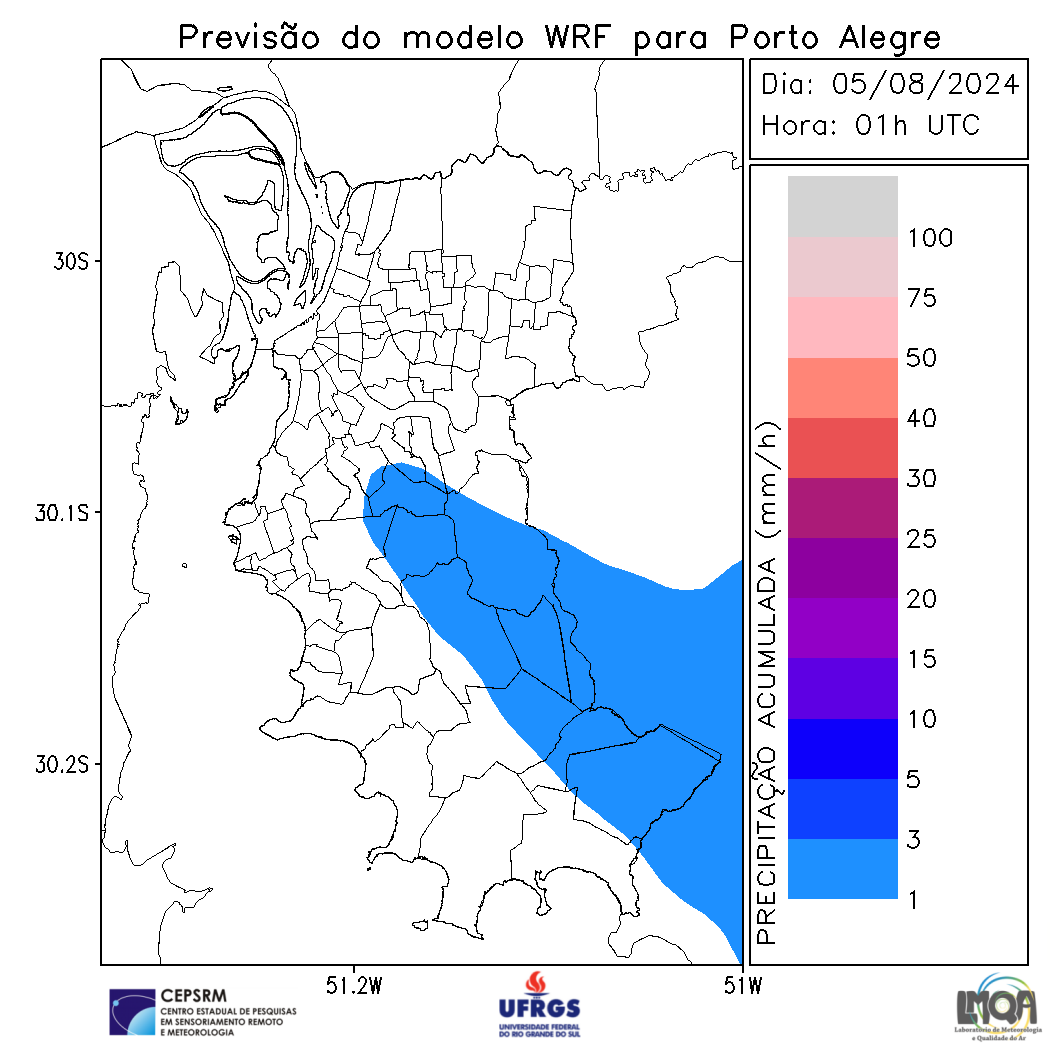 Previsão do modelo WRF para Porto Alegre
Dia: 05/08/2024
Hora: 01h UTC
30S
30.1S
30.2S
51.2W
51W
PRECIPITAÇÃO ACUMULADA (mm/h)
100
75
50
40
30
25
20
15
10
5
3
1
CEPSRM
CENTRO ESTADUAL DE PESQUISAS
EM SENSORIAMENTO REMOTO
E METEOROLOGIA
UFRGS
UNIVERSIDADE FEDERAL
DO RIO GRANDE DO SUL
LMQA
Laboratório de Meteorologia
e Qualidade do Ar